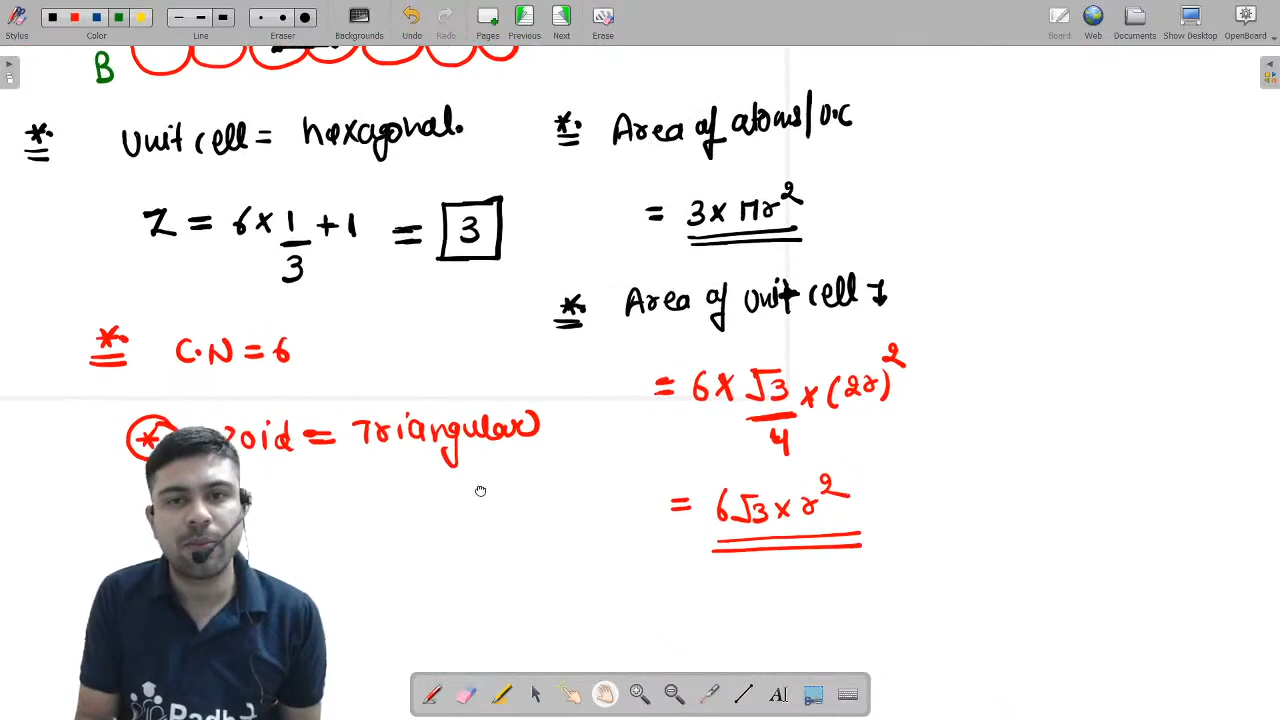 Stylus
Color
Line
Eraser
Backgrounds
Undo
Redo
Pages
Previous
Next
Erase
Board
Web
Documents
Show Desktop
OpenBoard
B
*. Unit cell = hexagonal.
Z = 6 × 1/3 + 1 = 3
*. C.N = 6
* Void = Triangular
*. Area of atoms/U.C
= 3 × πr²
*. Area of Unit cell
= 6 × √3/4 × (2r)²
= 6√3 × r²
AI